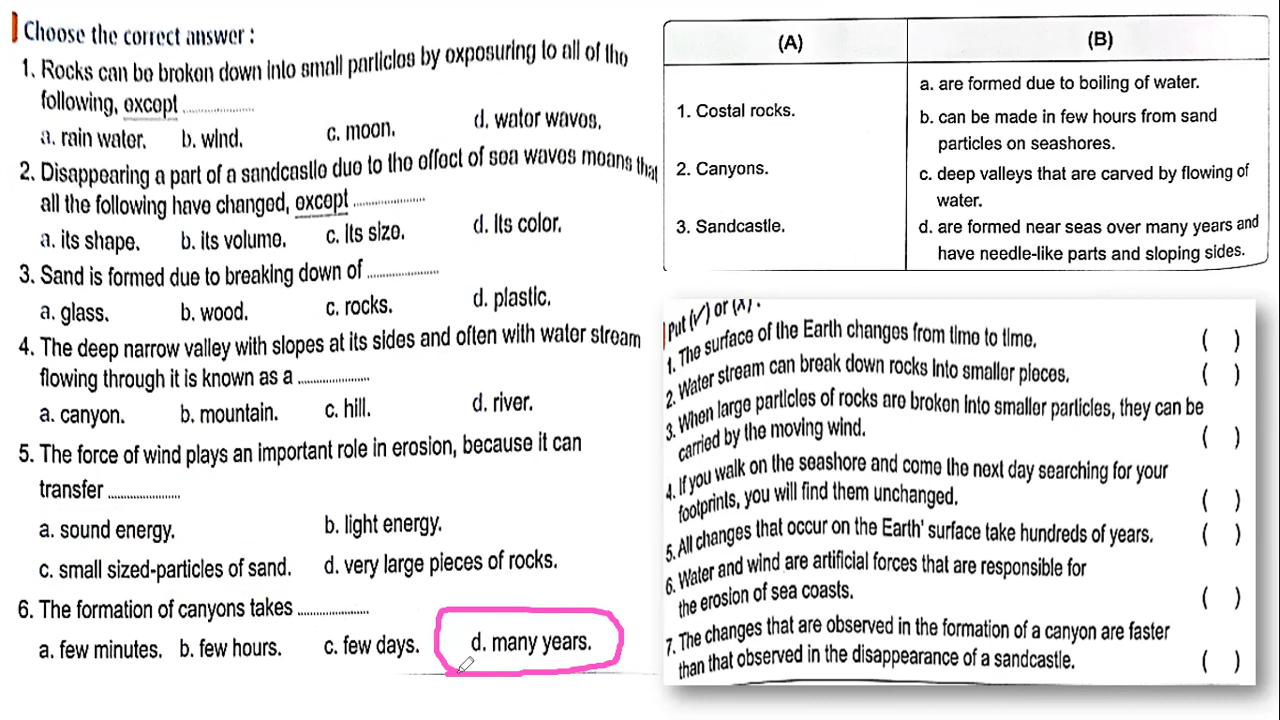 Choose the correct answer :
1. Rocks can be broken down into small particles by exposuring to all of the
following, except ....................
a. rain water. b. wind. c. moon. d. water waves.
2. Disappearing a part of a sandcastle due to the effect of sea waves means that
all the following have changed, except ....................
a. its shape. b. its volume. c. its size. d. its color.
3. Sand is formed due to breaking down of ....................
a. glass. b. wood. c. rocks. d. plastic.
4. The deep narrow valley with slopes at its sides and often with water stream
flowing through it is known as a ....................
a. canyon. b. mountain. c. hill. d. river.
5. The force of wind plays an important role in erosion, because it can
transfer ....................
a. sound energy. b. light energy.
c. small sized-particles of sand. d. very large pieces of rocks.
6. The formation of canyons takes ....................
a. few minutes. b. few hours. c. few days. d. many years.
(A) (B)
1. Costal rocks.
2. Canyons.
3. Sandcastle.
a. are formed due to boiling of water.
b. can be made in few hours from sand
particles on seashores.
c. deep valleys that are carved by flowing of
water.
d. are formed near seas over many years and
have needle-like parts and sloping sides.
Put (✓) or (X) :
1. The surface of the Earth changes from time to time. ( )
2. Water stream can break down rocks into smaller pieces. ( )
3. When large particles of rocks are broken into smaller particles, they can be
carried by the moving wind. ( )
4. If you walk on the seashore and come the next day searching for your
footprints, you will find them unchanged. ( )
5. All changes that occur on the Earth' surface take hundreds of years. ( )
6. Water and wind are artificial forces that are responsible for
the erosion of sea coasts. ( )
7. The changes that are observed in the formation of a canyon are faster
than that observed in the disappearance of a sandcastle. ( )